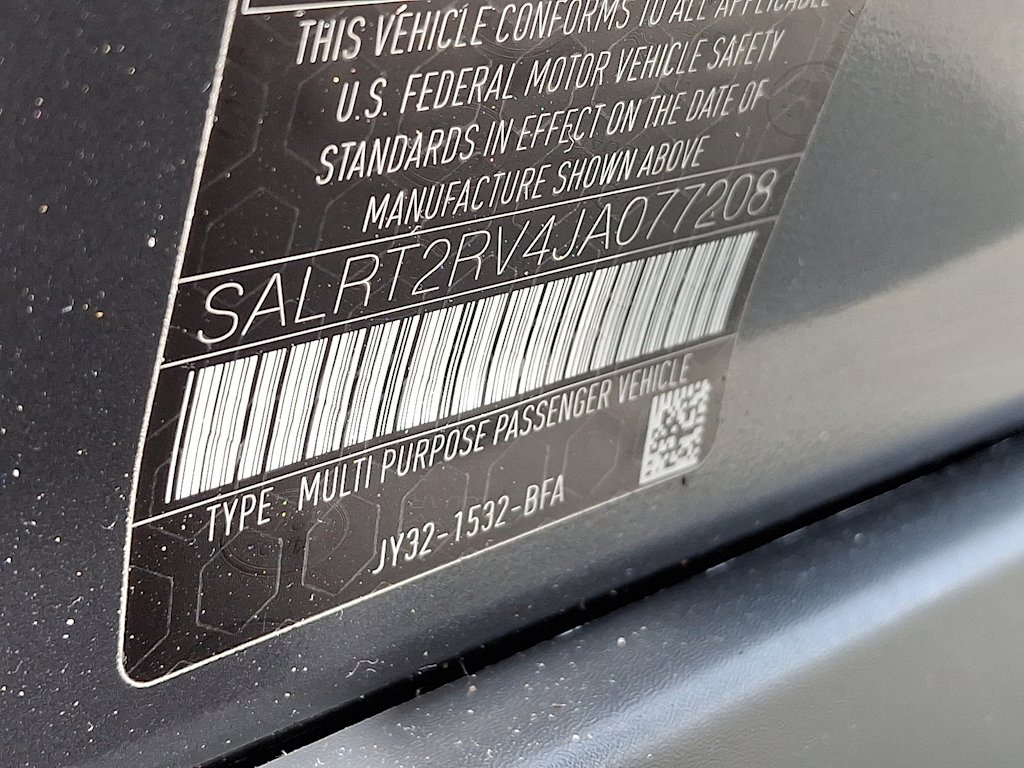 THIS VEHICLE CONFORMS TO ALL APPLICABLE
U.S. FEDERAL MOTOR VEHICLE SAFETY
STANDARDS IN EFFECT ON THE DATE OF
MANUFACTURE SHOWN ABOVE
SALRT2RV4JA077208
TYPE MULTI PURPOSE PASSENGER VEHICLE
JY32-1532-BFA